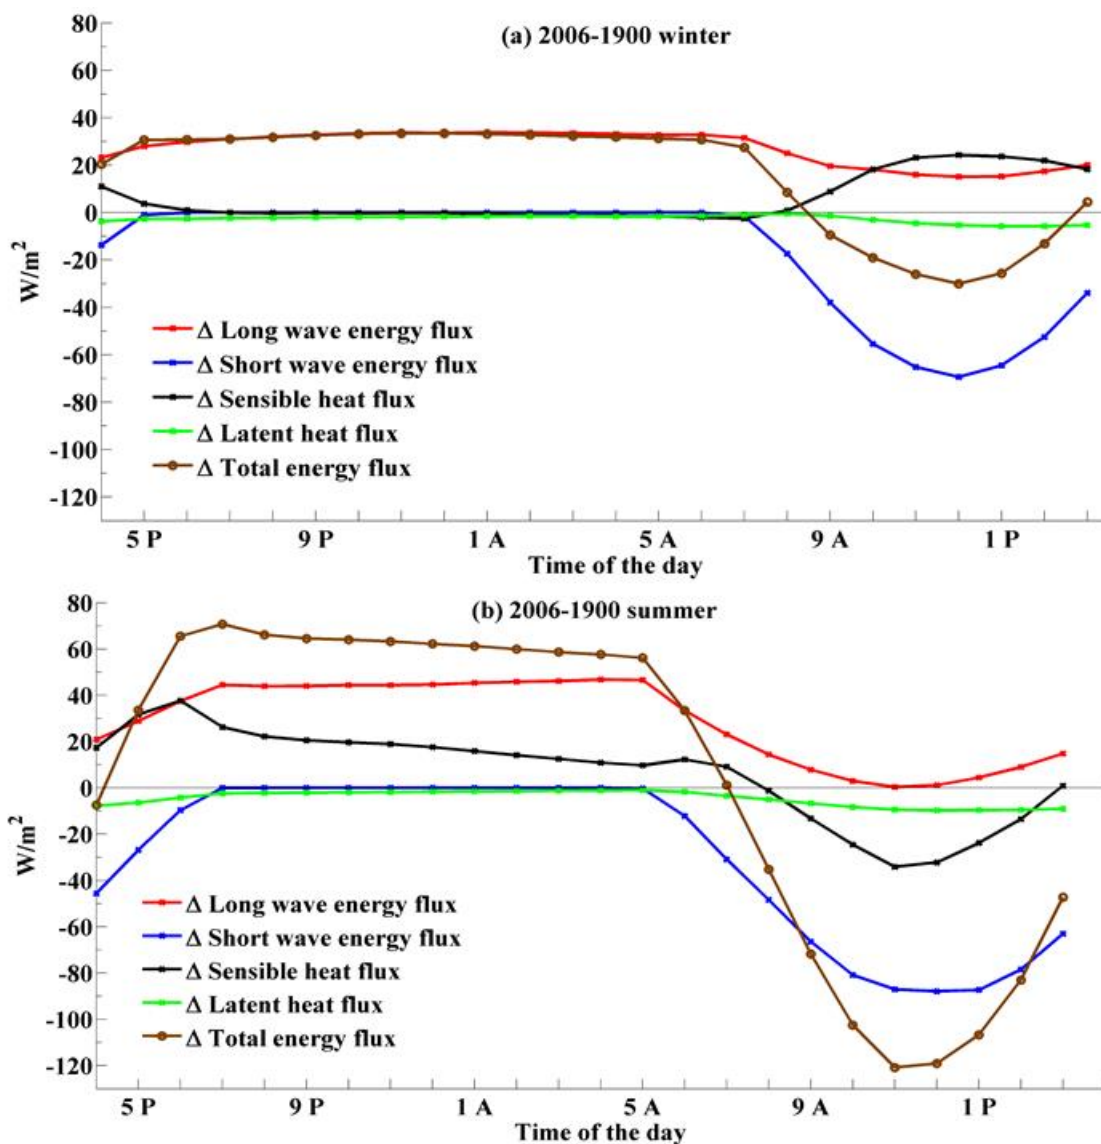 (a) 2006-1900 winter
80
60
40
20
0
-20
-40
-60
-80
-100
-120
W/m²
Δ Long wave energy flux
Δ Short wave energy flux
Δ Sensible heat flux
Δ Latent heat flux
Δ Total energy flux
5 P 9 P 1 A 5 A 9 A 1 P
Time of the day
(b) 2006-1900 summer
80
60
40
20
0
-20
-40
-60
-80
-100
-120
W/m²
Δ Long wave energy flux
Δ Short wave energy flux
Δ Sensible heat flux
Δ Latent heat flux
Δ Total energy flux
5 P 9 P 1 A 5 A 9 A 1 P
Time of the day